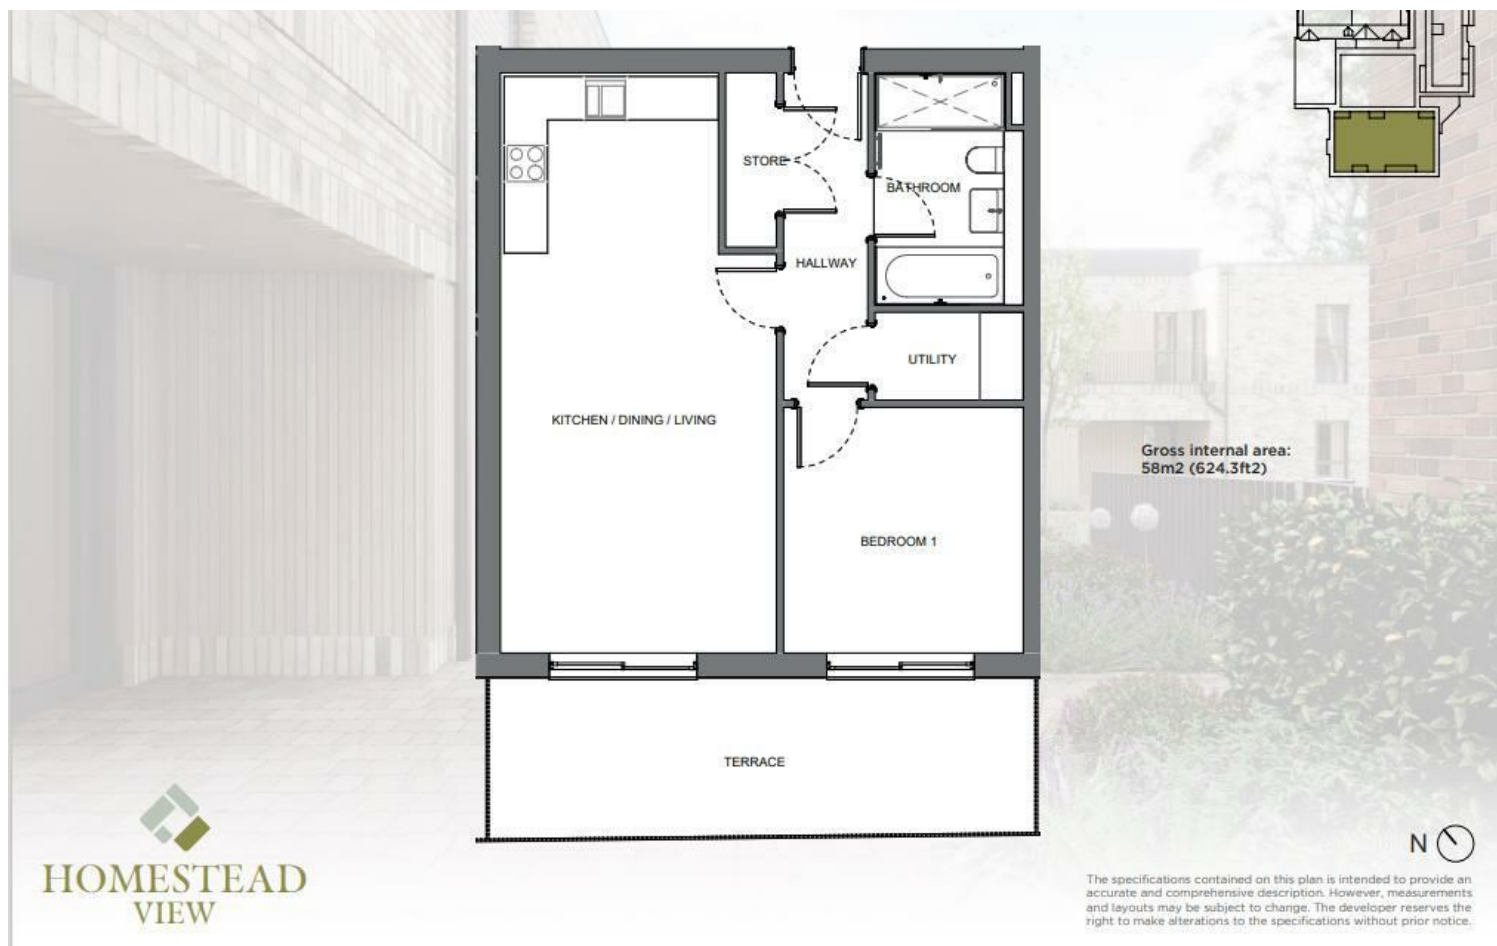 STORE
BATHROOM
HALLWAY
UTILITY
KITCHEN / DINING / LIVING
Gross internal area:
58m2 (624.3ft2)
BEDROOM 1
TERRACE
HOMESTEAD
VIEW
N
The specifications contained on this plan is intended to provide an
accurate and comprehensive description. However, measurements
and layouts may be subject to change. The developer reserves the
right to make alterations to the specifications without prior notice.